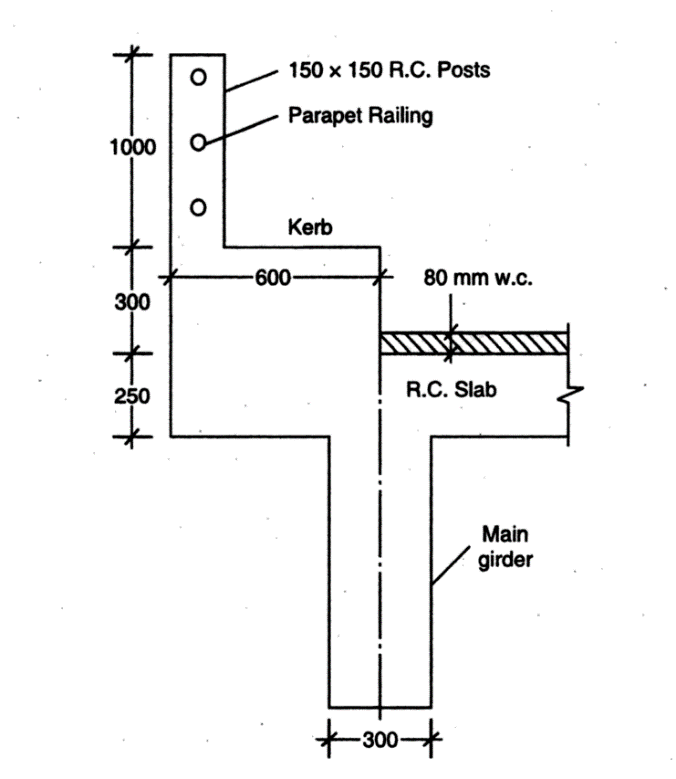 150 × 150 R.C. Posts
Parapet Railing
1000
Kerb
600
80 mm w.c.
300
250
R.C. Slab
Main
girder
300